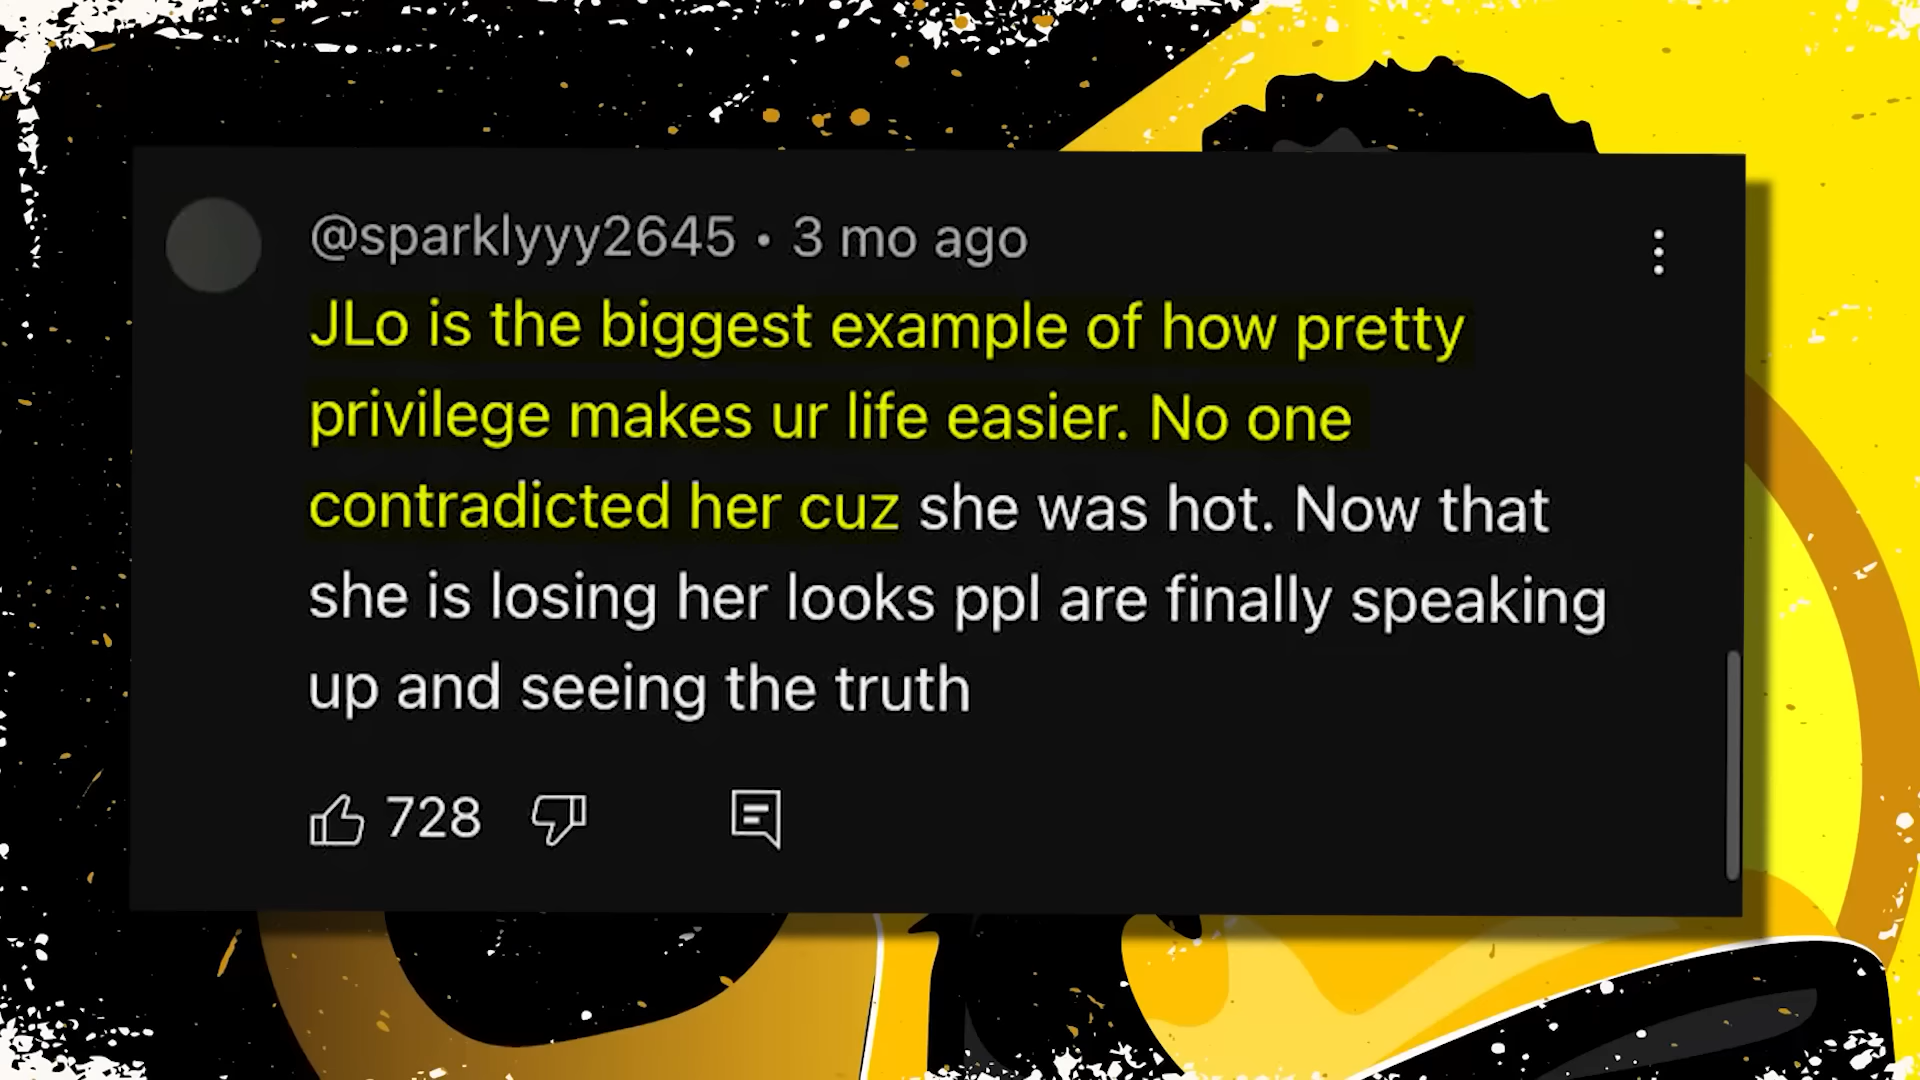 @sparklyyy2645 • 3 mo ago
JLo is the biggest example of how pretty
privilege makes ur life easier. No one
contradicted her cuz she was hot. Now that
she is losing her looks ppl are finally speaking
up and seeing the truth
728